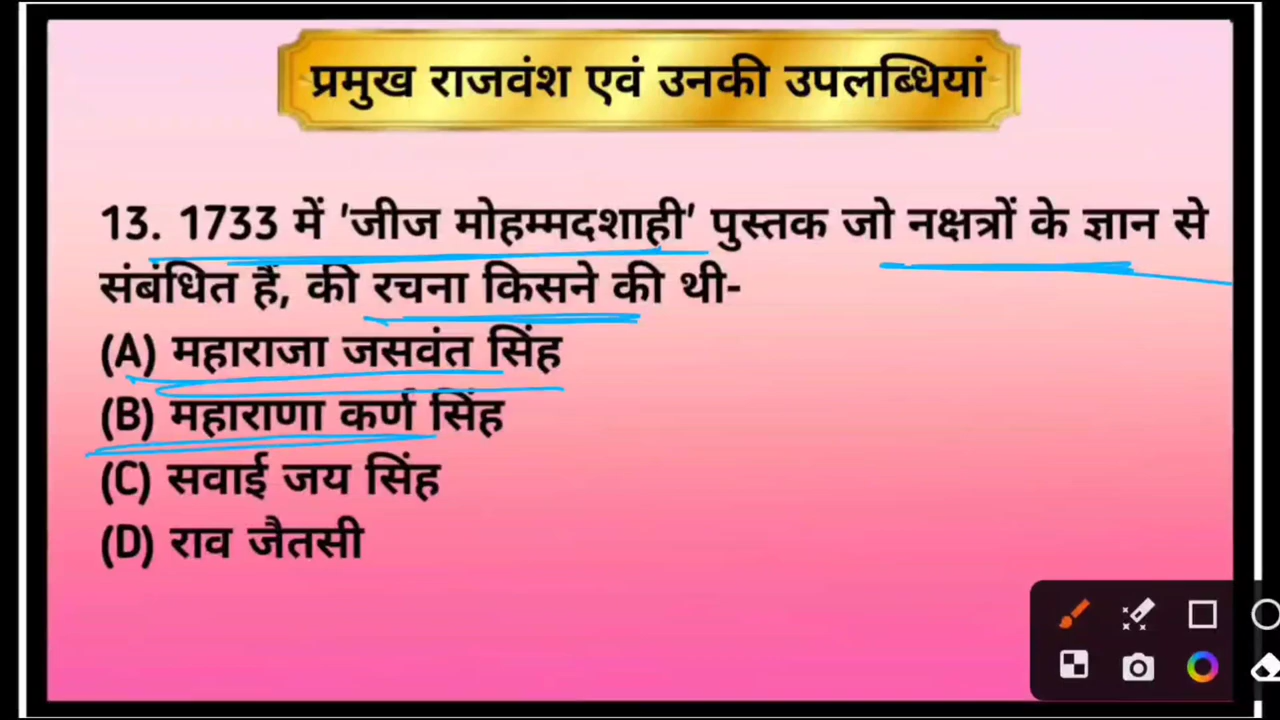 प्रमुख राजवंश एवं उनकी उपलब्धियां
13. 1733 में 'जीज मोहम्मदशाही' पुस्तक जो नक्षत्रों के ज्ञान से
संबंधित हैं, की रचना किसने की थी-
(A) महाराजा जसवंत सिंह
(B) महाराणा कर्ण सिंह
(C) सवाई जय सिंह
(D) राव जैतसी